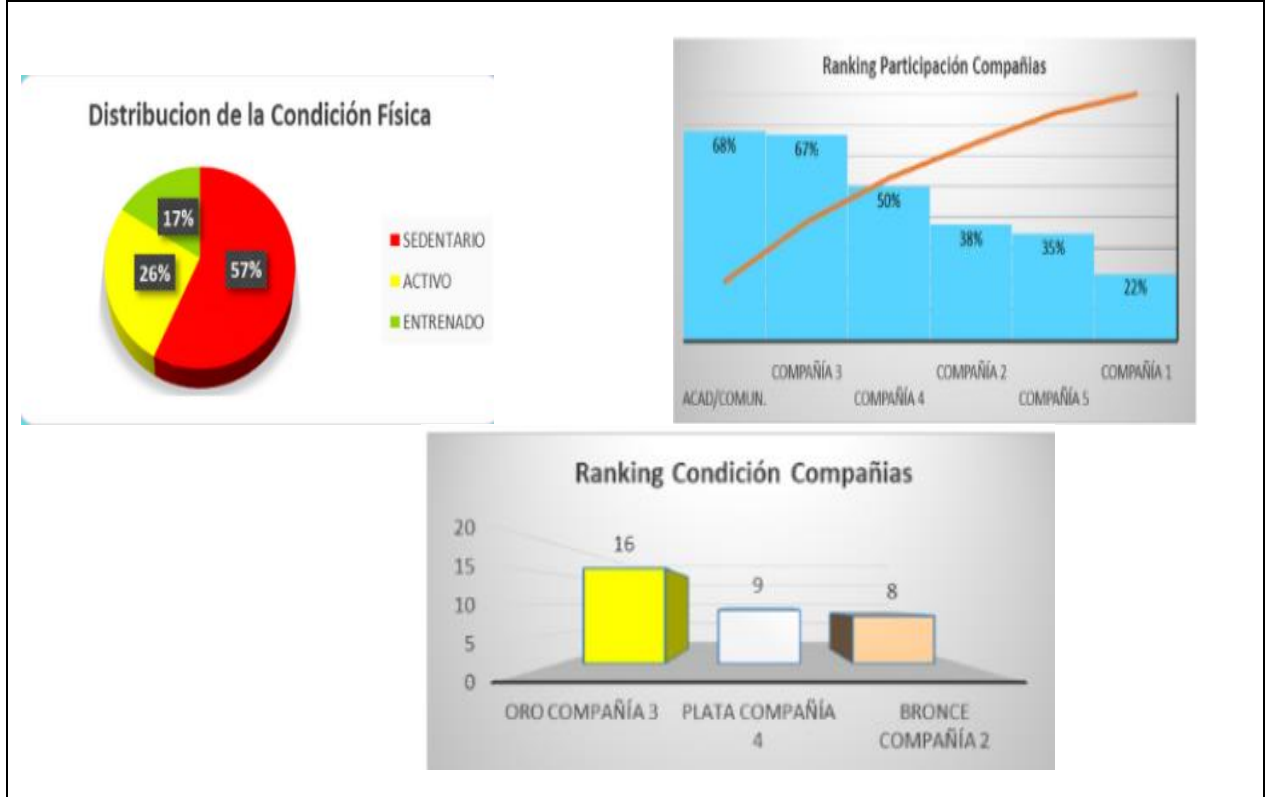 Distribucion de la Condición Física
17%
26%
57%
SEDENTARIO
ACTIVO
ENTRENADO
Ranking Participación Compañias
68%
67%
50%
38%
35%
22%
COMPAÑÍA 3
COMPAÑÍA 2
COMPAÑÍA 1
ACAD/COMUN.
COMPAÑÍA 4
COMPAÑÍA 5
Ranking Condición Compañias
20
15
10
5
0
16
9
8
ORO COMPAÑÍA 3
PLATA COMPAÑÍA
4
BRONCE
COMPAÑÍA 2